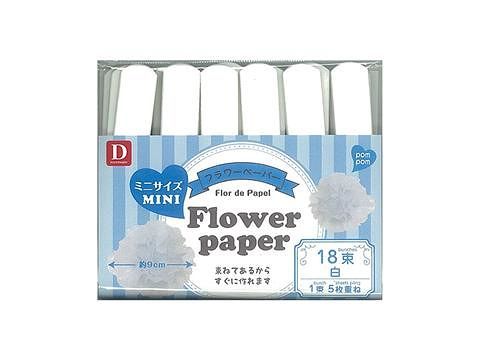 D
フラワーペーパー
Flor de Papel
pom
pom
ミニサイズ
MINI
Flower
paper
約9cm
束ねてあるから
すぐに作れます
bunches
18束
白
bunch
1束 5枚重ね